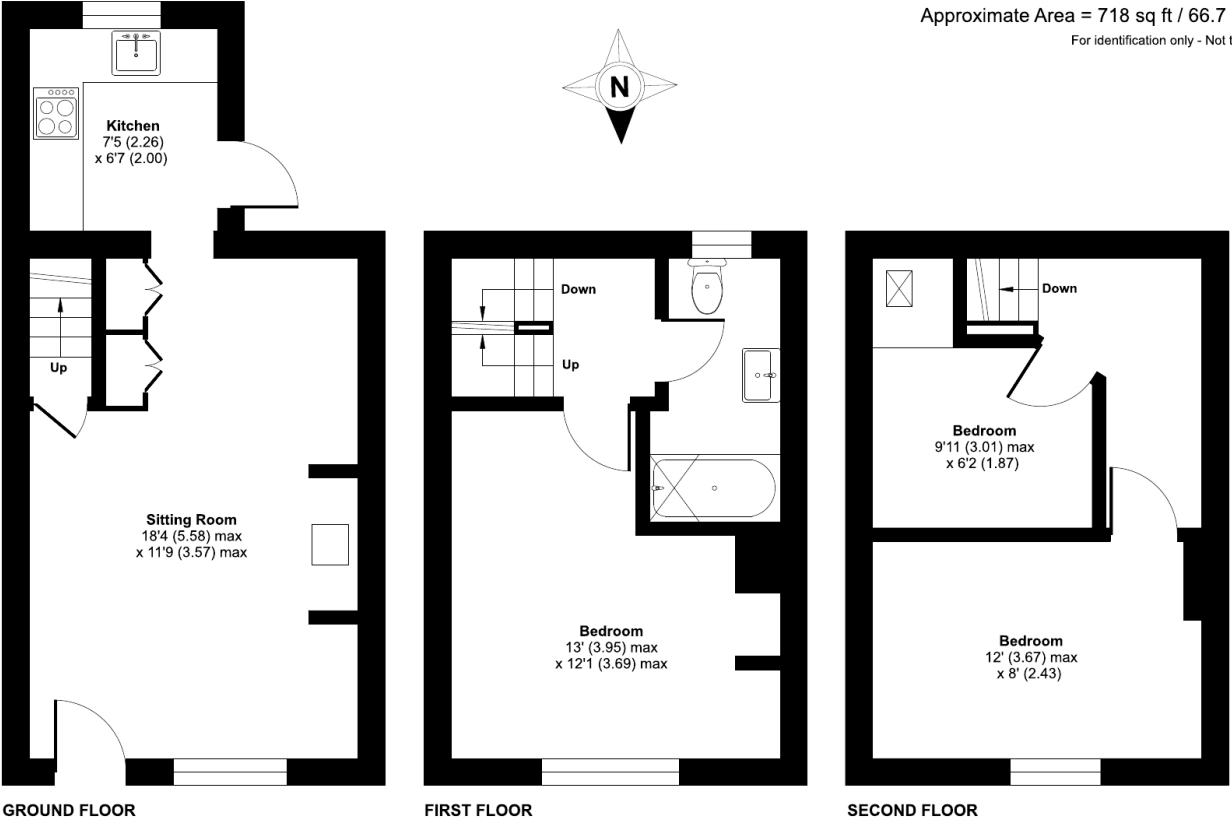 Approximate Area = 718 sq ft / 66.7
For identification only - Not
N
Kitchen
7'5 (2.26)
x 6'7 (2.00)
Up
Sitting Room
18'4 (5.58) max
x 11'9 (3.57) max
GROUND FLOOR
Down
Up
Bedroom
13' (3.95) max
x 12'1 (3.69) max
FIRST FLOOR
Down
Bedroom
9'11 (3.01) max
x 6'2 (1.87)
Bedroom
12' (3.67) max
x 8' (2.43)
SECOND FLOOR